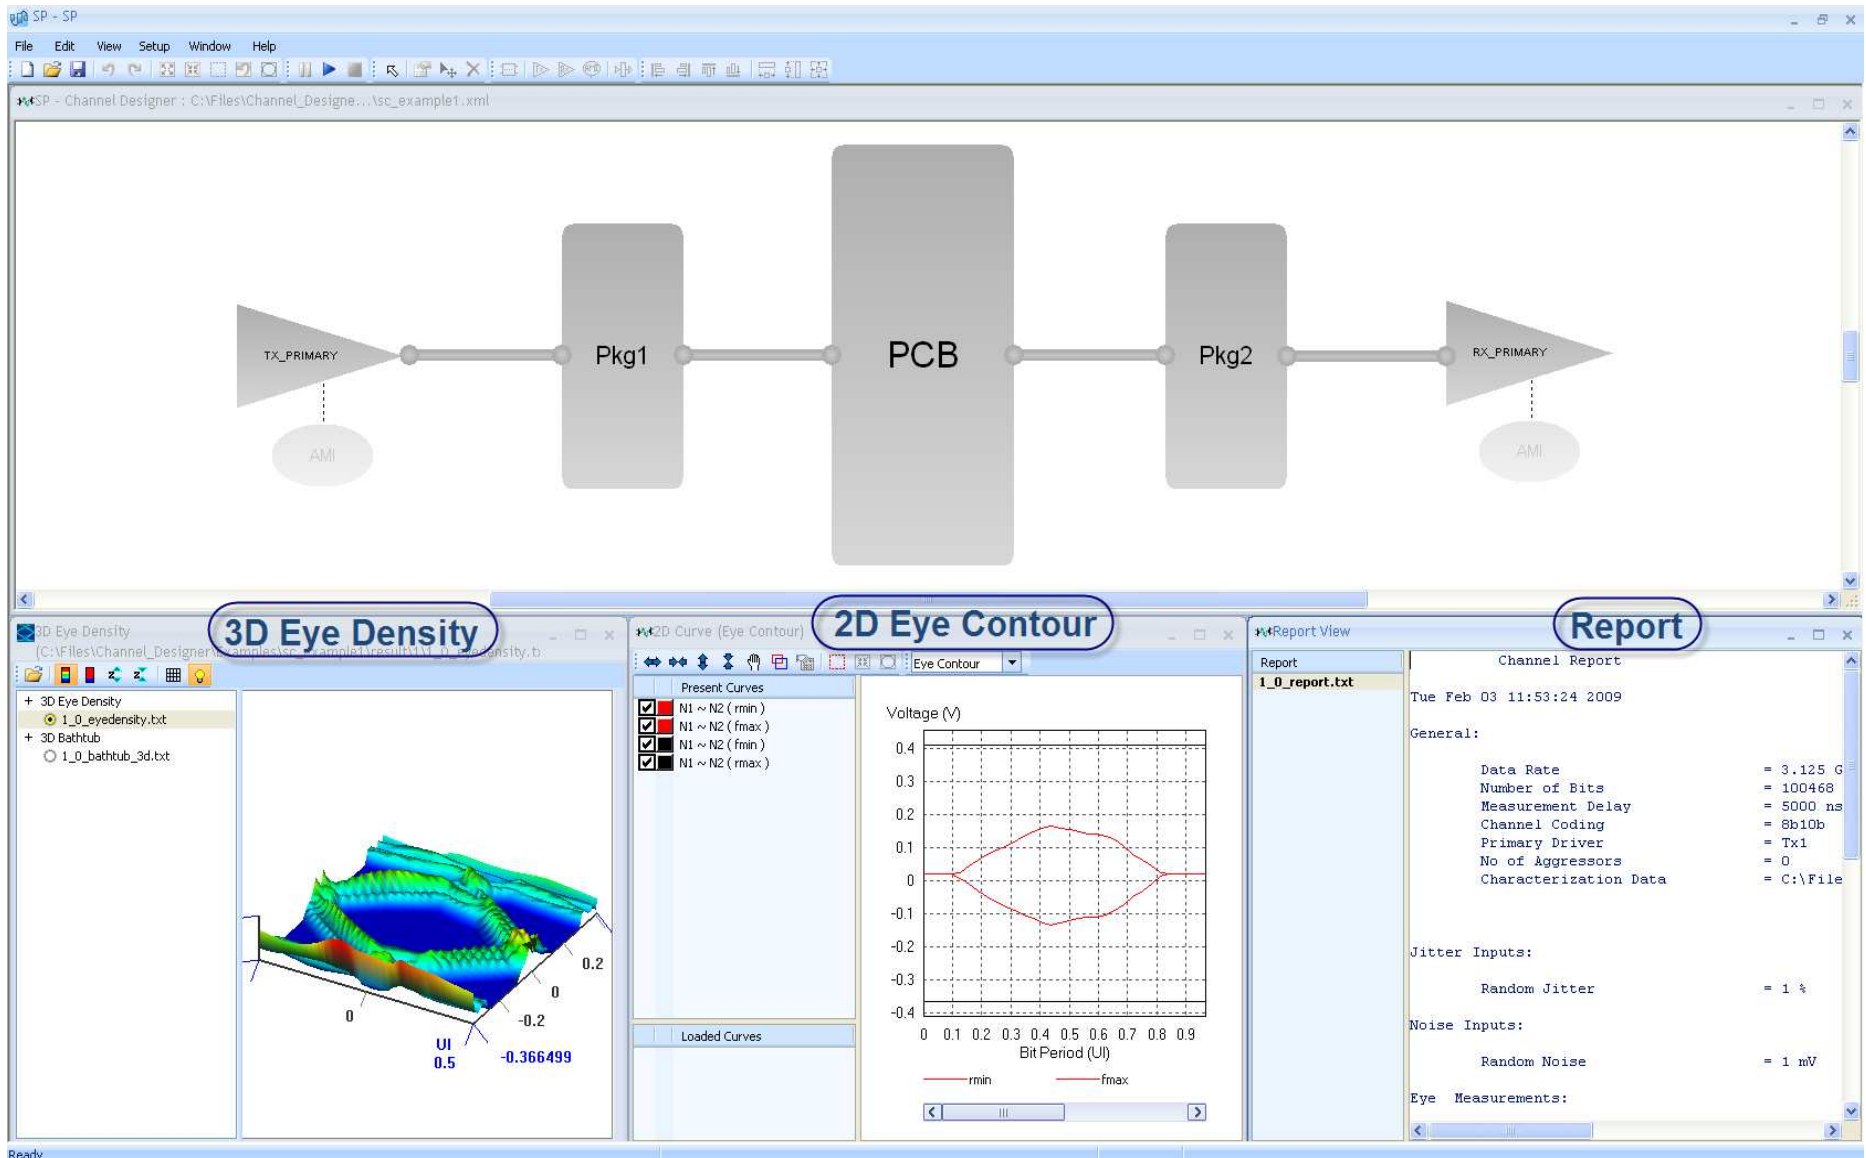 SP - SP
File Edit View Setup Window Help
SP - Channel Designer : C:\Files\Channel_Designe...\sc_example1.xml
TX_PRIMARY
AMI
Pkg1
PCB
Pkg2
RX_PRIMARY
AMI
3D Eye Density
(C:\Files\Channel_Designer\Examples\sc_example1\result\1\1_0_eyedensity.t
3D Eye Density
+ 3D Eye Density
1_0_eyedensity.txt
+ 3D Bathtub
1_0_bathtub_3d.txt
0
UI
0.5
-0.366499
-0.2
0
0.2
2D Curve (Eye Contour)
2D Eye Contour
Eye Contour
Present Curves
N1 ~ N2 ( rmin )
N1 ~ N2 ( fmax )
N1 ~ N2 ( fmin )
N1 ~ N2 ( rmax )
Loaded Curves
Voltage (V)
0.4
0.3
0.2
0.1
0
-0.1
-0.2
-0.3
-0.4
0 0.1 0.2 0.3 0.4 0.5 0.6 0.7 0.8 0.9
Bit Period (UI)
rmin fmax
Report View
Report
Report
1_0_report.txt
Channel Report
Tue Feb 03 11:53:24 2009
General:
Data Rate = 3.125 G
Number of Bits = 100468
Measurement Delay = 5000 ns
Channel Coding = 8b10b
Primary Driver = Tx1
No of Aggressors = 0
Characterization Data = C:\File
Jitter Inputs:
Random Jitter = 1 %
Noise Inputs:
Random Noise = 1 mV
Eye Measurements:
Ready